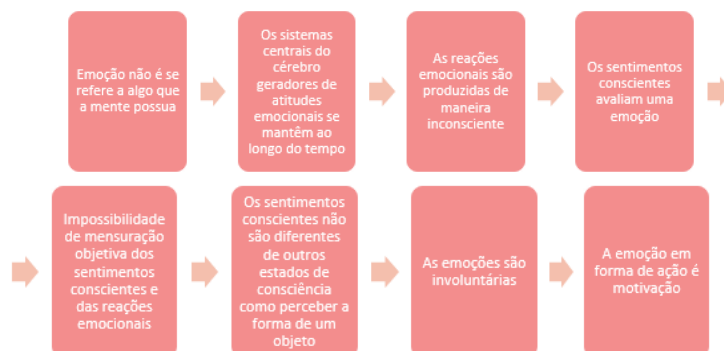 Emoção não é se
refere a algo que
a mente possua
Os sistemas
centrais do
cérebro
geradores de
atitudes
emocionais se
mantêm ao
longo do tempo
As reações
emocionais são
produzidas de
maneira
inconsciente
Os sentimentos
conscientes
avaliam uma
emoção
Impossibilidade
de mensuração
objetiva dos
sentimentos
conscientes e
das reações
emocionais
Os sentimentos
conscientes não
são diferentes
de outros
estados de
consciência
como perceber a
forma de um
objeto
As emoções são
involuntárias
A emoção em
forma de ação é
motivação